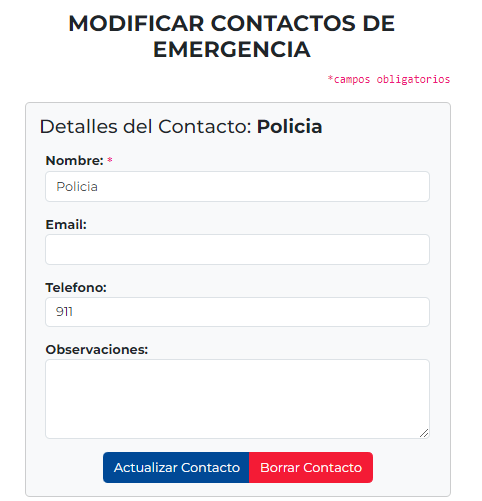 MODIFICAR CONTACTOS DE
EMERGENCIA
*campos obligatorios
Detalles del Contacto: Policia
Nombre: *
Policia
Email:
Telefono:
911
Observaciones:
Actualizar Contacto Borrar Contacto